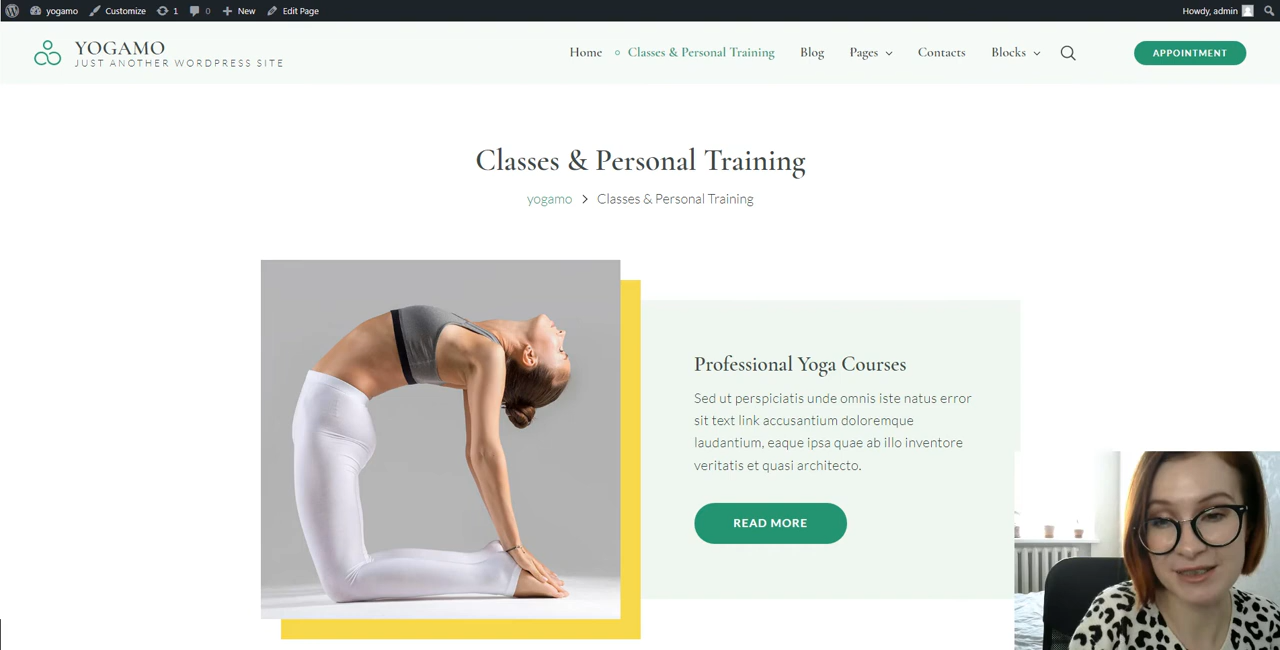 yogamo Customize 1 0 New Edit Page Howdy, admin
YOGAMO
JUST ANOTHER WORDPRESS SITE
Home Classes & Personal Training Blog Pages Contacts Blocks APPOINTMENT
Classes & Personal Training
yogamo > Classes & Personal Training
Professional Yoga Courses
Sed ut perspiciatis unde omnis iste natus error
sit text link accusantium doloremque
laudantium, eaque ipsa quae ab illo inventore
veritatis et quasi architecto.
READ MORE